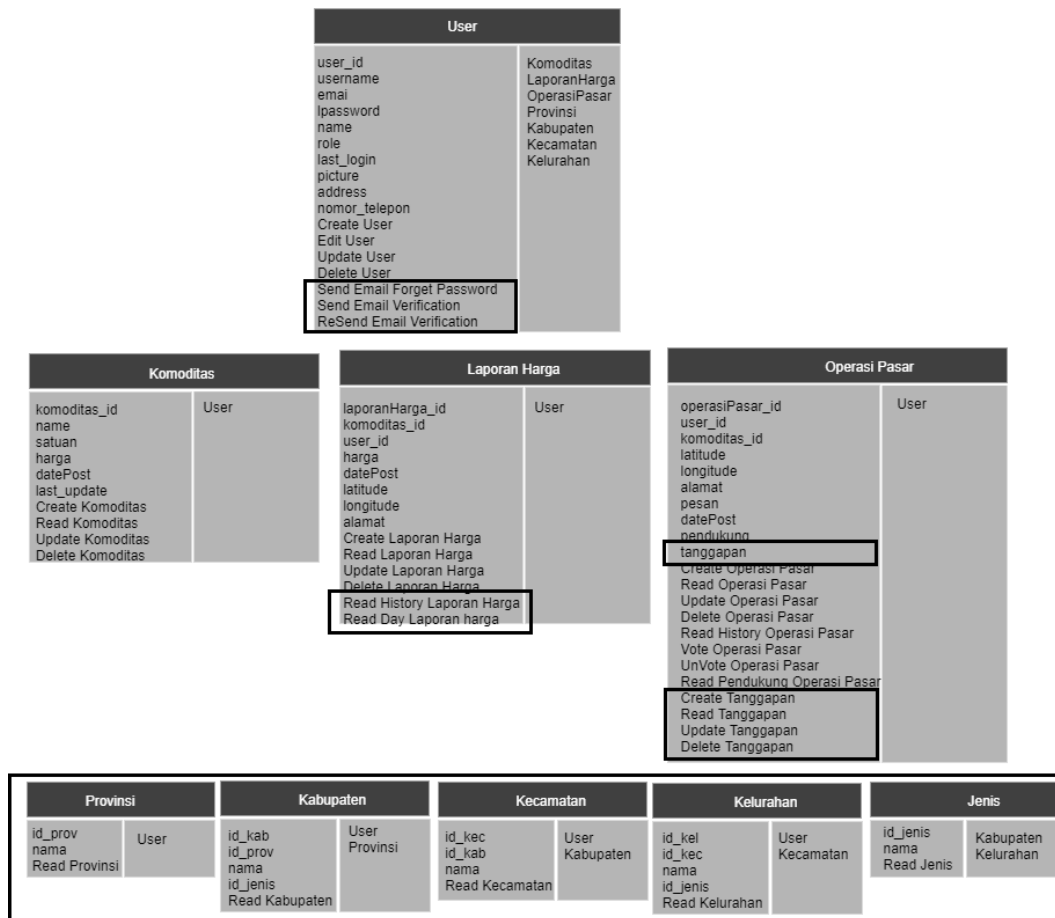 User
user_id
username
emai
lpassword
name
role
last_login
picture
address
nomor_telepon
Create User
Edit User
Update User
Delete User
Send Email Forget Password
Send Email Verification
ReSend Email Verification
Komoditas
LaporanHarga
OperasiPasar
Provinsi
Kabupaten
Kecamatan
Kelurahan
Komoditas
komoditas_id
name
satuan
harga
datePost
last_update
Create Komoditas
Read Komoditas
Update Komoditas
Delete Komoditas
User
Laporan Harga
laporanHarga_id
komoditas_id
user_id
harga
datePost
latitude
longitude
alamat
Create Laporan Harga
Read Laporan Harga
Update Laporan Harga
Delete Laporan Harga
Read History Laporan Harga
Read Day Laporan harga
User
Operasi Pasar
operasiPasar_id
user_id
komoditas_id
latitude
longitude
alamat
pesan
datePost
pendukung
tanggapan
Create Operasi Pasar
Read Operasi Pasar
Update Operasi Pasar
Delete Operasi Pasar
Read History Operasi Pasar
Vote Operasi Pasar
UnVote Operasi Pasar
Read Pendukung Operasi Pasar
Create Tanggapan
Read Tanggapan
Update Tanggapan
Delete Tanggapan
User
Provinsi
id_prov
nama
Read Provinsi
User
Kabupaten
id_kab
id_prov
nama
id_jenis
Read Kabupaten
User
Provinsi
Kecamatan
id_kec
id_kab
nama
Read Kecamatan
User
Kabupaten
Kelurahan
id_kel
id_kec
nama
id_jenis
Read Kelurahan
User
Kecamatan
Jenis
id_jenis
nama
Read Jenis
Kabupaten
Kelurahan